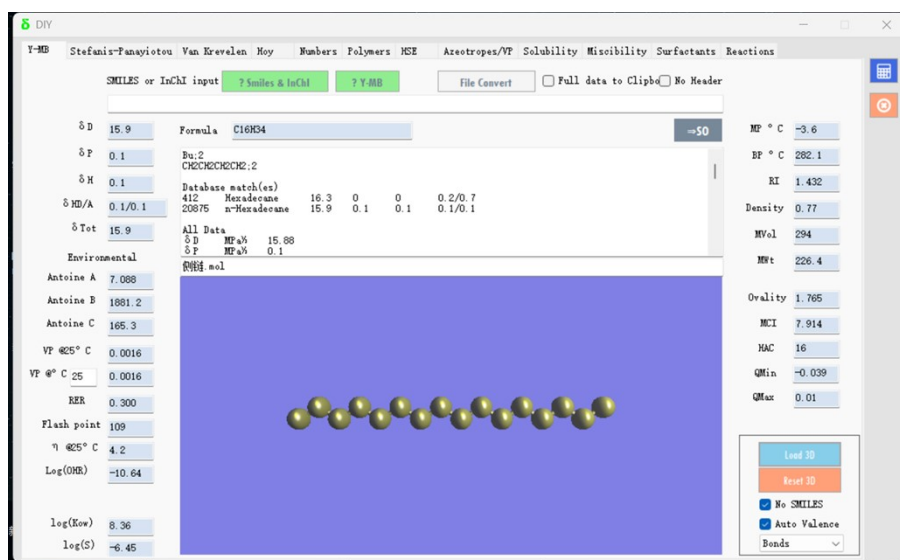 δ DIY
Y-MB Stefanis-Panayiotou Van Krevelen Hoy Numbers Polymers HSE Azeotropes/VP Solubility Miscibility Surfactants Reactions
SMILES or InChI input ? Smiles & InChI ? Y-MB File Convert Full data to Clipbo No Header
δD 15.9 Formula C16H34 ⇒SO MP °C -3.6
δP 0.1 Bu;2 BP °C 282.1
CH2CH2CH2CH2;2
δH 0.1 Database match(es) RI 1.432
412 Hexadecane 16.3 0 0 0.2/0.7
δHD/A 0.1/0.1 20875 n-Hexadecane 15.9 0.1 0.1 0.1/0.1 Density 0.77
δTot 15.9 All Data MVol 294
δD MPa½ 15.88
δP MPa½ 0.1
Environmental 侧链.mol MWt 226.4
Antoine A 7.088
Antoine B 1881.2 Ovality 1.765
Antoine C 165.3 MCI 7.914
VP @25°C 0.0016 HAC 16
VP @°C 25 0.0016 QMin -0.039
RER 0.300 QMax 0.01
Flash point 109
η @25°C 4.2 Load 3D
Log(OHR) -10.64 Reset 3D
No SMILES
log(Kow) 8.36 Auto Valence
log(S) -6.45 Bonds